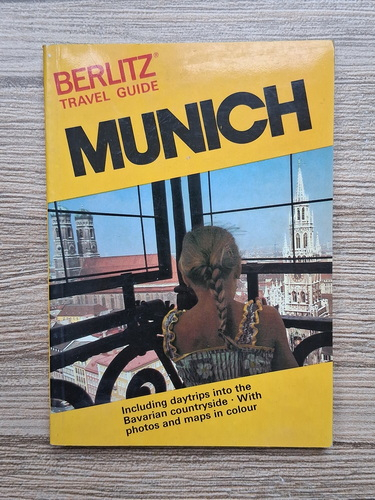 BERLITZ®
TRAVEL GUIDE
MUNICH
Including daytrips into the
Bavarian countryside · With
photos and maps in colour